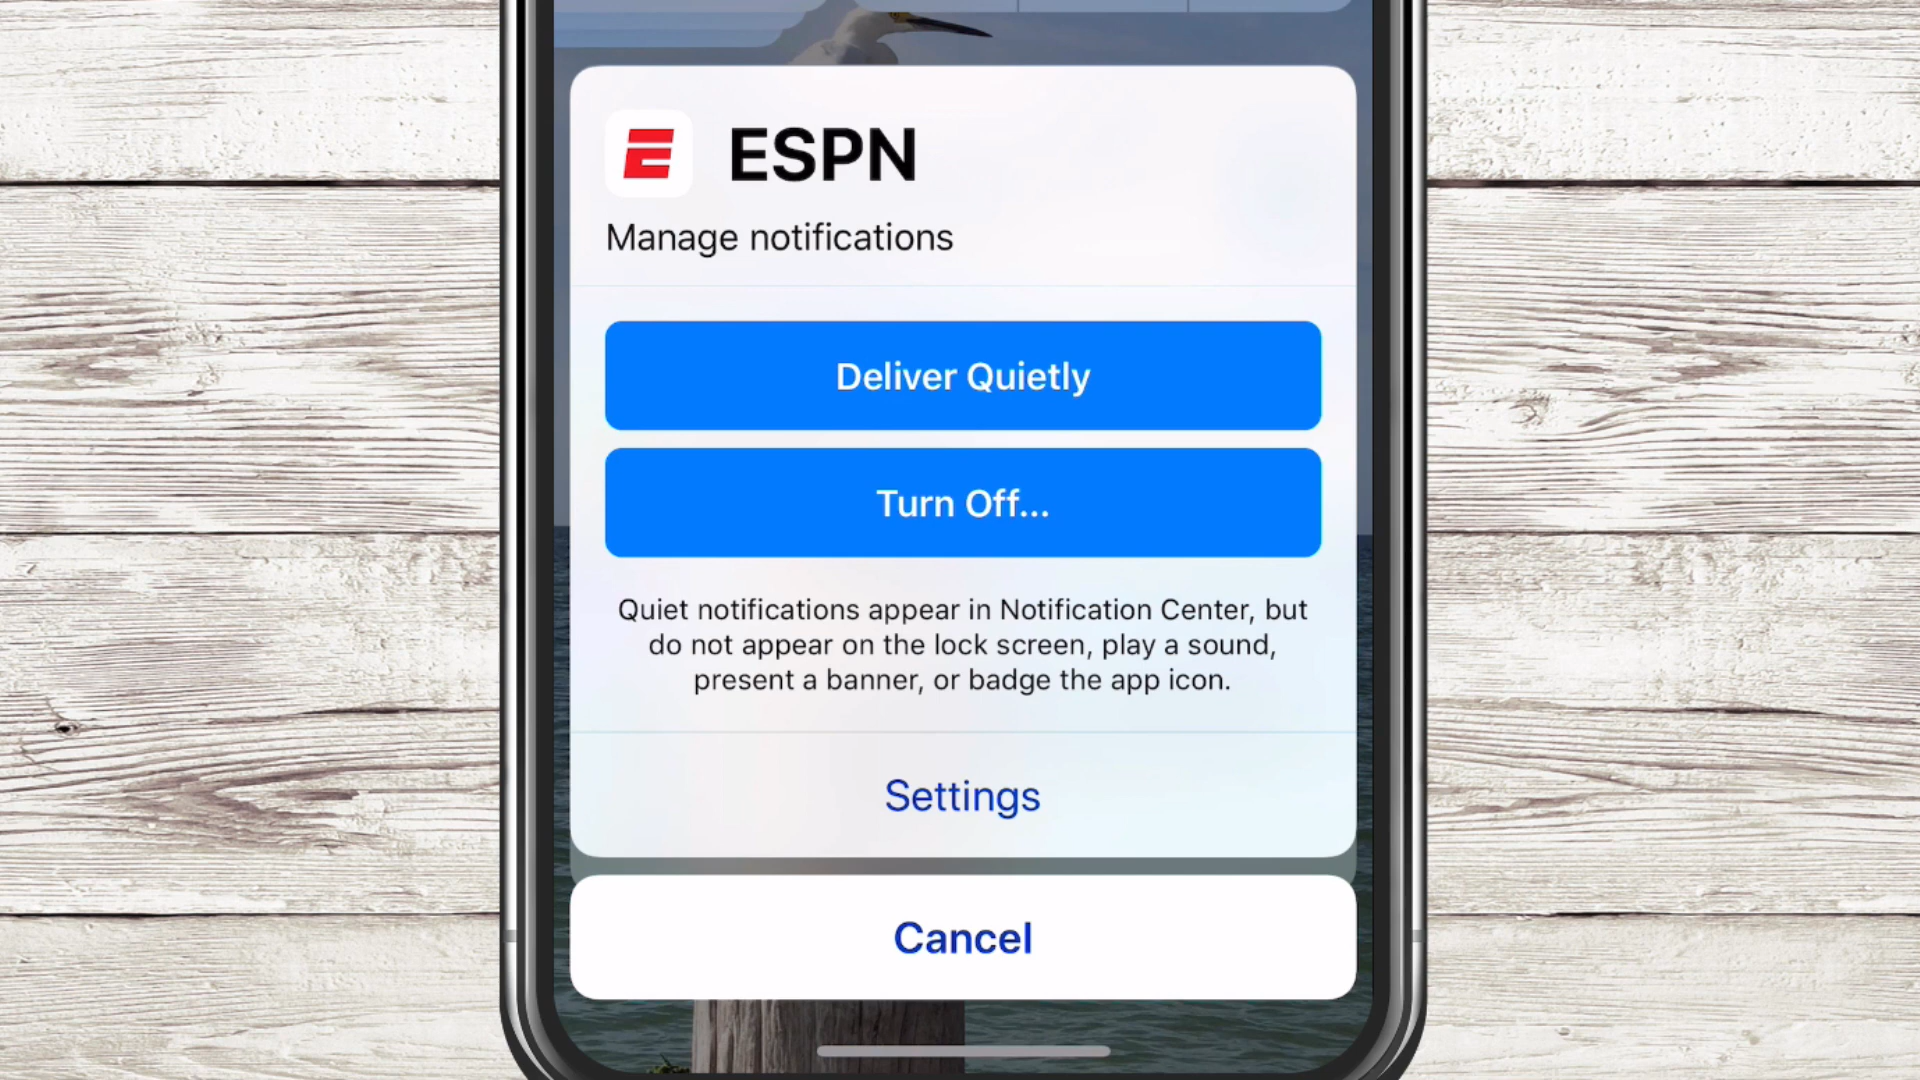 E ESPN
Manage notifications
Deliver Quietly
Turn Off...
Quiet notifications appear in Notification Center, but
do not appear on the lock screen, play a sound,
present a banner, or badge the app icon.
Settings
Cancel